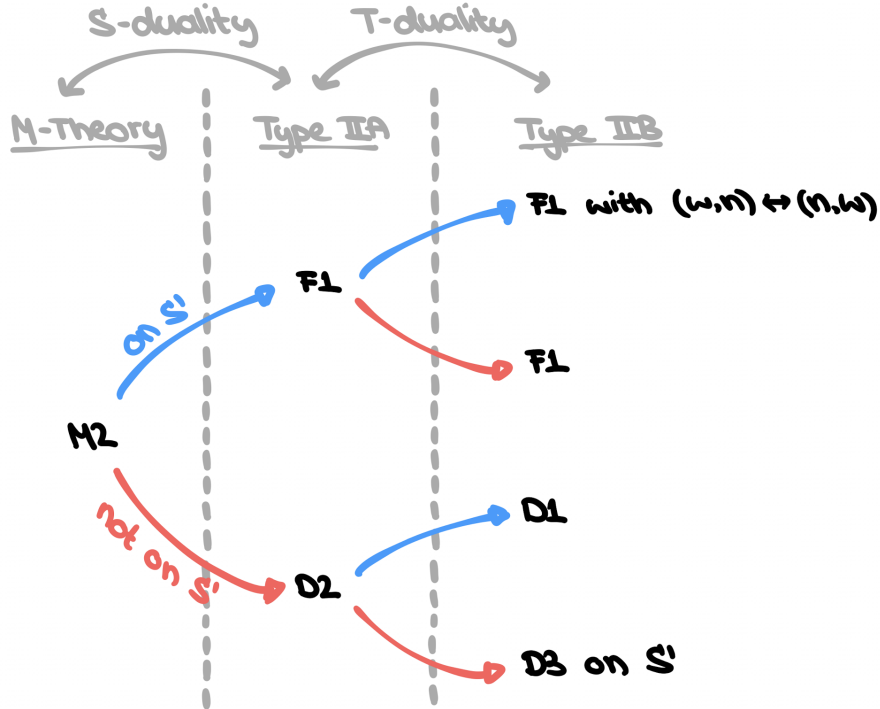 S-duality
T-duality
M-Theory
Type IIA
Type IIB
F1 with (w,n) ↔ (n,w)
F1
on S¹
F1
M2
D1
not on S¹
D2
D3 on S¹